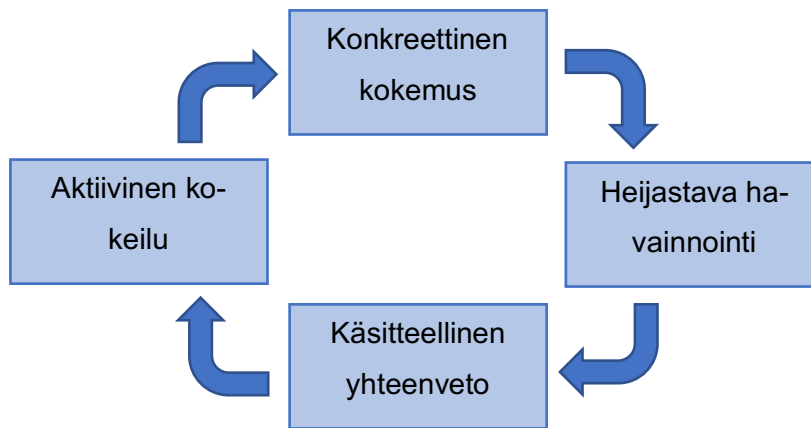 Konkreettinen
kokemus
Aktiivinen ko-
keilu
Heijastava ha-
vainnointi
Käsitteellinen
yhteenveto